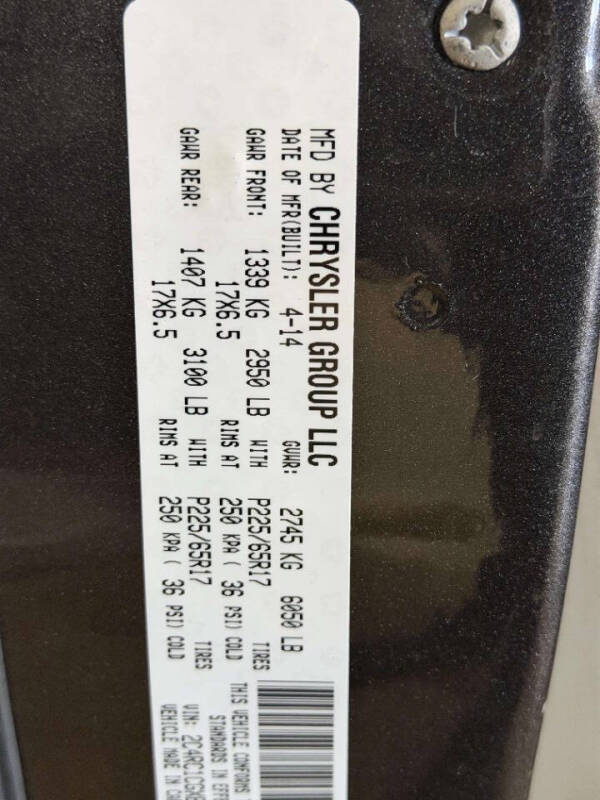 MFD BY CHRYSLER GROUP LLC
DATE OF MFR(BUILT): 4-14 GVWR: 2745 KG 6050 LB
GAWR FRONT: 1339 KG 2950 LB WITH P225/65R17 TIRES
17X6.5 RIMS AT 250 KPA ( 36 PSI) COLD
GAWR REAR: 1407 KG 3100 LB WITH P225/65R17 TIRES
17X6.5 RIMS AT 250 KPA ( 36 PSI) COLD
THIS VEHICLE CONFORMS
STANDARDS IN EFF
VIN:
VEHICLE MADE IN CA